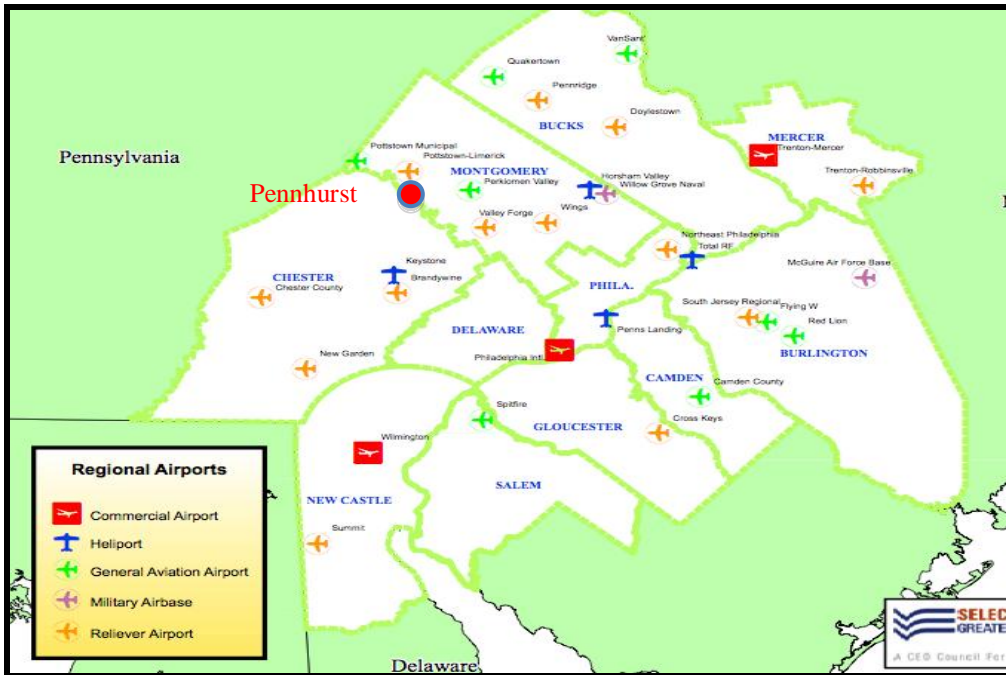 VanSant
Quakertown
Pennridge
Doylestown
BUCKS
MERCER
Trenton-Mercer
Pennsylvania
Pottstown Municipal
Pottstown-Limerick
MONTGOMERY
Horsham Valley
Willow Grove Naval
Trenton-Robbinsville
Pennhurst
Perkiomen Valley
Valley Forge
Wings
Northeast Philadelphia
Total RF
Keystone
CHESTER
Brandywine
Chester County
McGuire Air Force Base
PHILA.
South Jersey Regional
Flying W
Red Lion
DELAWARE
Penns Landing
BURLINGTON
New Garden
Philadelphia Intl.
CAMDEN
Camden County
Spitfire
GLOUCESTER
Cross Keys
Wilmington
SALEM
NEW CASTLE
Summit
Regional Airports
Commercial Airport
Heliport
General Aviation Airport
Military Airbase
Reliever Airport
Delaware
SELEC
GREATE
A CEO Council For